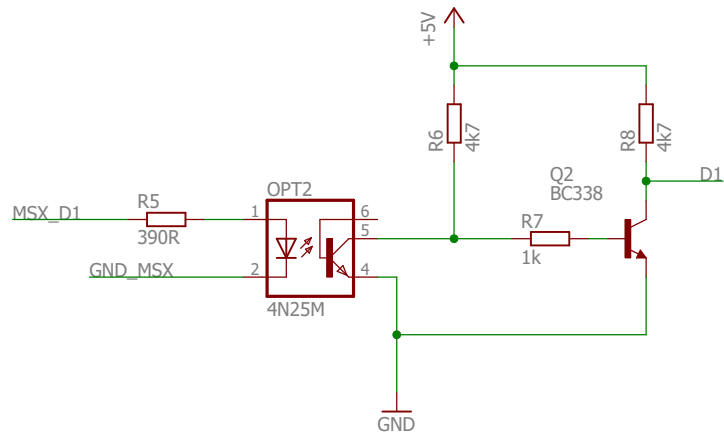 +5V
R6
4k7
R8
4k7
D1
Q2
BC338
OPT2
MSX_D1
R5
390R
1
6
5
R7
1k
GND_MSX
2
4
4N25M
GND